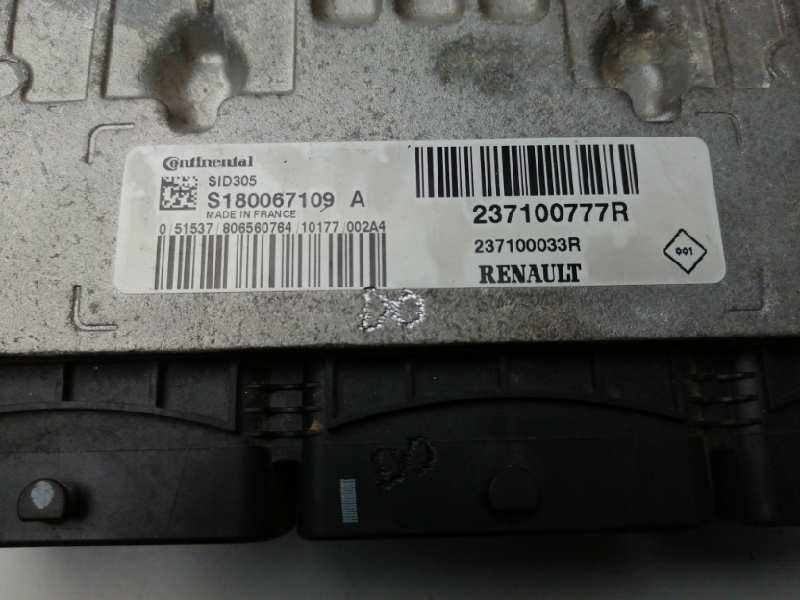 Continental
SID305
S180067109 A
MADE IN FRANCE
0 51537/806560764/10177/002A4
237100777R
237100033R
RENAULT